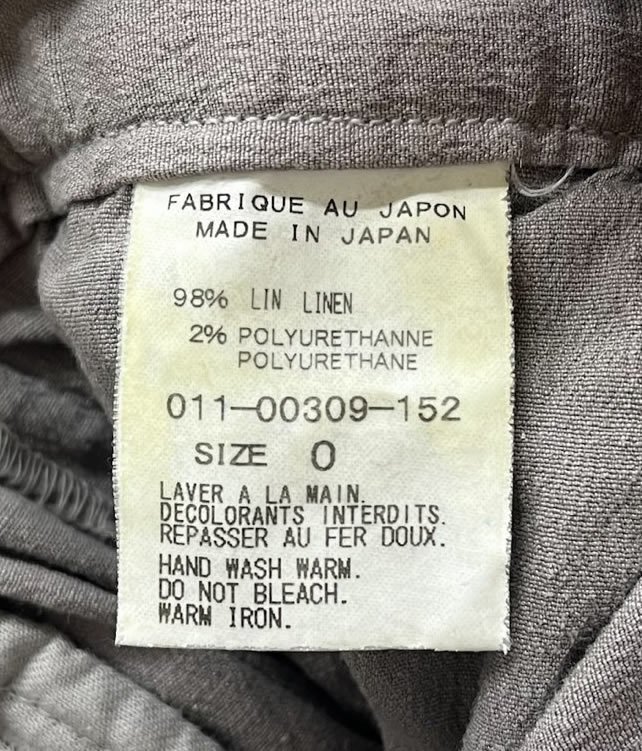 FABRIQUE AU JAPON
MADE IN JAPAN
98% LIN LINEN
2% POLYURETHANNE
POLYURETHANE
011-00309-152
SIZE 0
LAVER A LA MAIN.
DECOLORANTS INTERDITS.
REPASSER AU FER DOUX.
HAND WASH WARM.
DO NOT BLEACH.
WARM IRON.